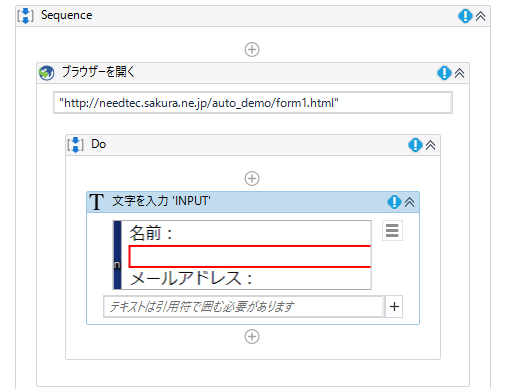 Sequence
ブラウザーを開く
"http://needtec.sakura.ne.jp/auto_demo/form1.html"
Do
T 文字を入力 'INPUT'
名前：
メールアドレス：
テキストは引用符で囲む必要があります